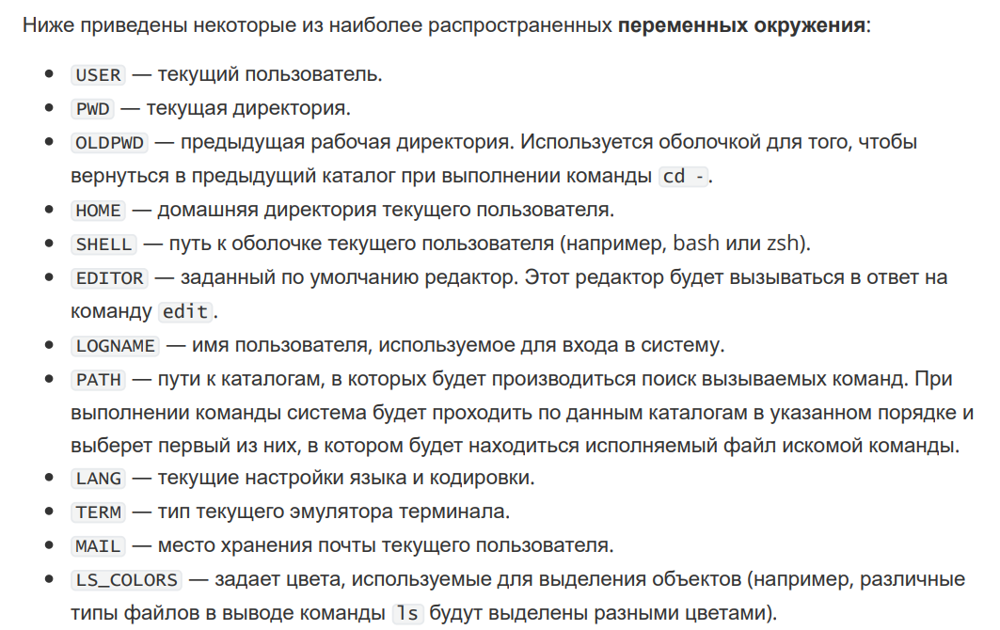 Ниже приведены некоторые из наиболее распространенных переменных окружения:
• USER — текущий пользователь.
• PWD — текущая директория.
• OLDPWD — предыдущая рабочая директория. Используется оболочкой для того, чтобы
вернуться в предыдущий каталог при выполнении команды cd -.
• HOME — домашняя директория текущего пользователя.
• SHELL — путь к оболочке текущего пользователя (например, bash или zsh).
• EDITOR — заданный по умолчанию редактор. Этот редактор будет вызываться в ответ на
команду edit.
• LOGNAME — имя пользователя, используемое для входа в систему.
• PATH — пути к каталогам, в которых будет производиться поиск вызываемых команд. При
выполнении команды система будет проходить по данным каталогам в указанном порядке и
выберет первый из них, в котором будет находиться исполняемый файл искомой команды.
• LANG — текущие настройки языка и кодировки.
• TERM — тип текущего эмулятора терминала.
• MAIL — место хранения почты текущего пользователя.
• LS_COLORS — задает цвета, используемые для выделения объектов (например, различные
типы файлов в выводе команды ls будут выделены разными цветами).